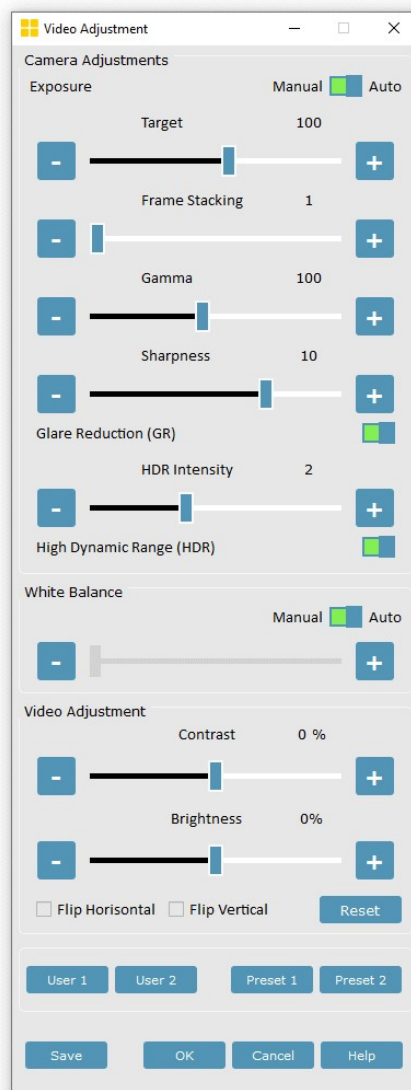 Video Adjustment
Camera Adjustments
Exposure Manual Auto
Target 100
- +
Frame Stacking 1
- +
Gamma 100
- +
Sharpness 10
- +
Glare Reduction (GR)
HDR Intensity 2
- +
High Dynamic Range (HDR)
White Balance
Manual Auto
- +
Video Adjustment
Contrast 0 %
- +
Brightness 0%
- +
Flip Horisontal Flip Vertical Reset
User 1 User 2 Preset 1 Preset 2
Save OK Cancel Help